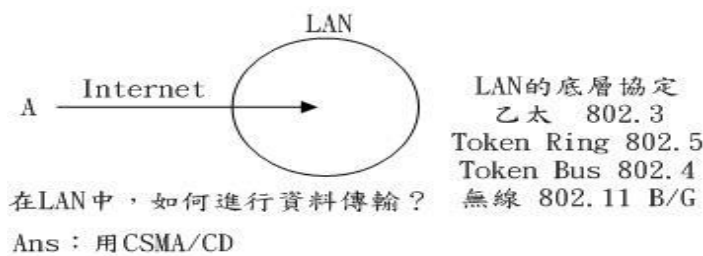 LAN
Internet
A
LAN的底層協定
乙太 802.3
Token Ring 802.5
Token Bus 802.4
無線 802.11 B/G
在LAN中，如何進行資料傳輸？
Ans：用CSMA/CD